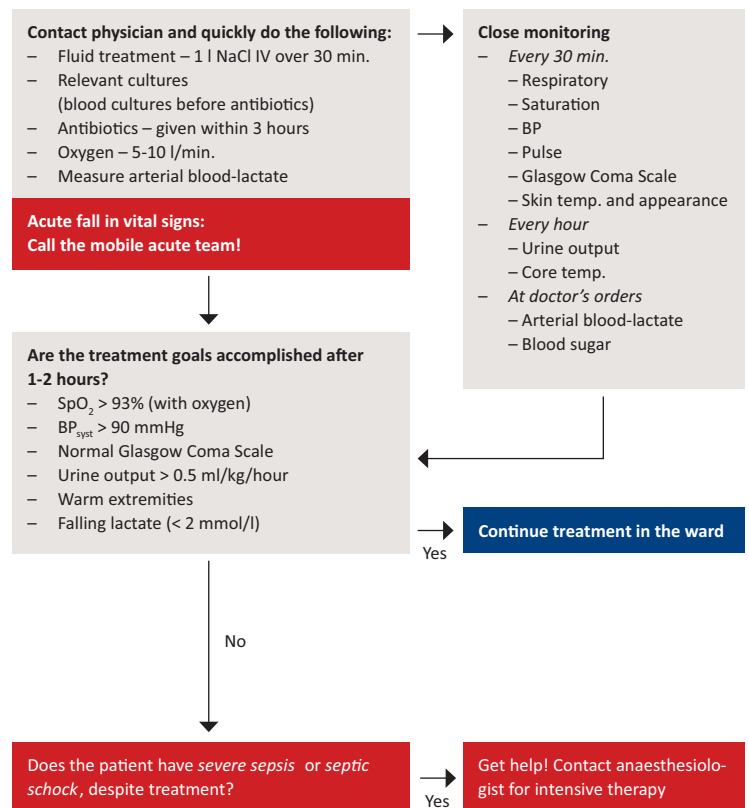 Contact physician and quickly do the following:
– Fluid treatment – 1 l NaCl IV over 30 min.
– Relevant cultures
(blood cultures before antibiotics)
– Antibiotics – given within 3 hours
– Oxygen – 5-10 l/min.
– Measure arterial blood-lactate
Acute fall in vital signs:
Call the mobile acute team!
Close monitoring
– Every 30 min.
– Respiratory
– Saturation
– BP
– Pulse
– Glasgow Coma Scale
– Skin temp. and appearance
– Every hour
– Urine output
– Core temp.
– At doctor's orders
– Arterial blood-lactate
– Blood sugar
Are the treatment goals accomplished after
1-2 hours?
– SpO2 > 93% (with oxygen)
– BPsyst > 90 mmHg
– Normal Glasgow Coma Scale
– Urine output > 0.5 ml/kg/hour
– Warm extremities
– Falling lactate (< 2 mmol/l)
Yes
Continue treatment in the ward
No
Does the patient have severe sepsis or septic
schock, despite treatment?
Yes
Get help! Contact anaesthesiolo-
gist for intensive therapy